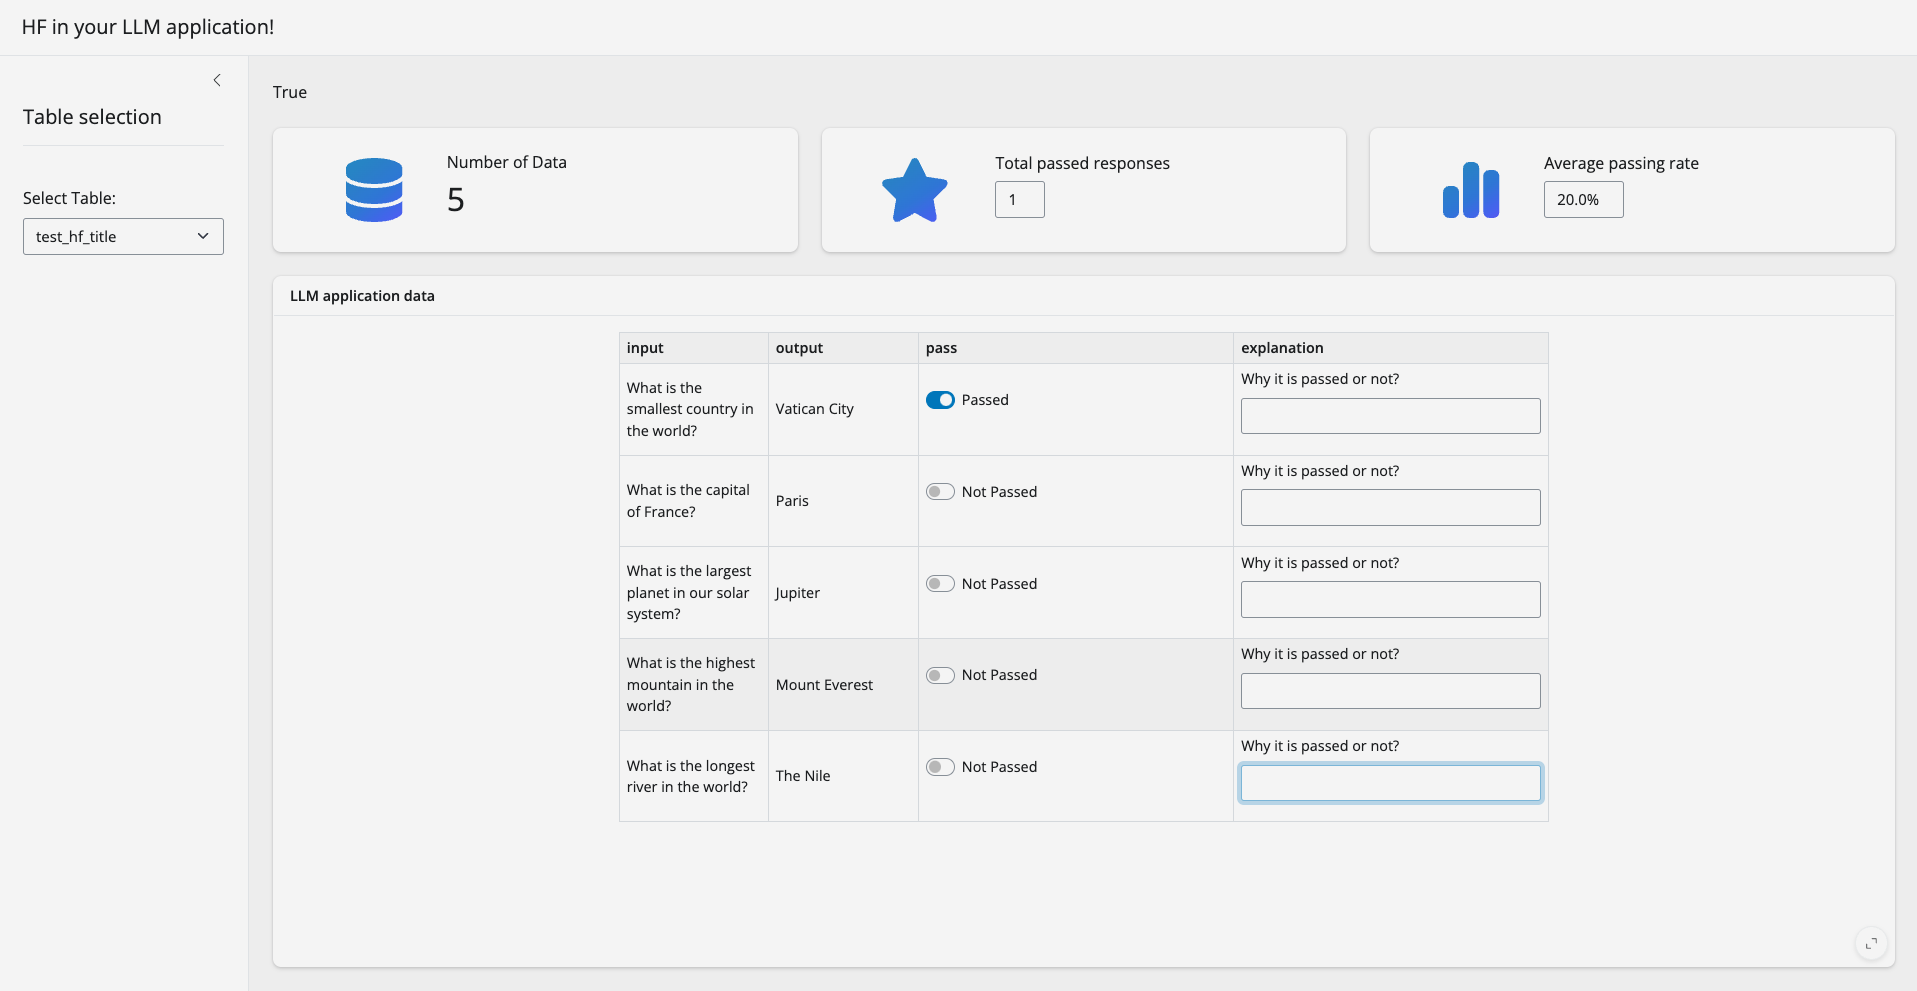 HF in your LLM application!
Table selection
Select Table:
test_hf_title
True
Number of Data
5
Total passed responses
1
Average passing rate
20.0%
LLM application data
input output pass explanation
What is the
smallest country in
the world?
Vatican City
Passed
Why it is passed or not?
What is the capital
of France?
Paris
Not Passed
Why it is passed or not?
What is the largest
planet in our solar
system?
Jupiter
Not Passed
Why it is passed or not?
What is the highest
mountain in the
world?
Mount Everest
Not Passed
Why it is passed or not?
What is the longest
river in the world?
The Nile
Not Passed
Why it is passed or not?